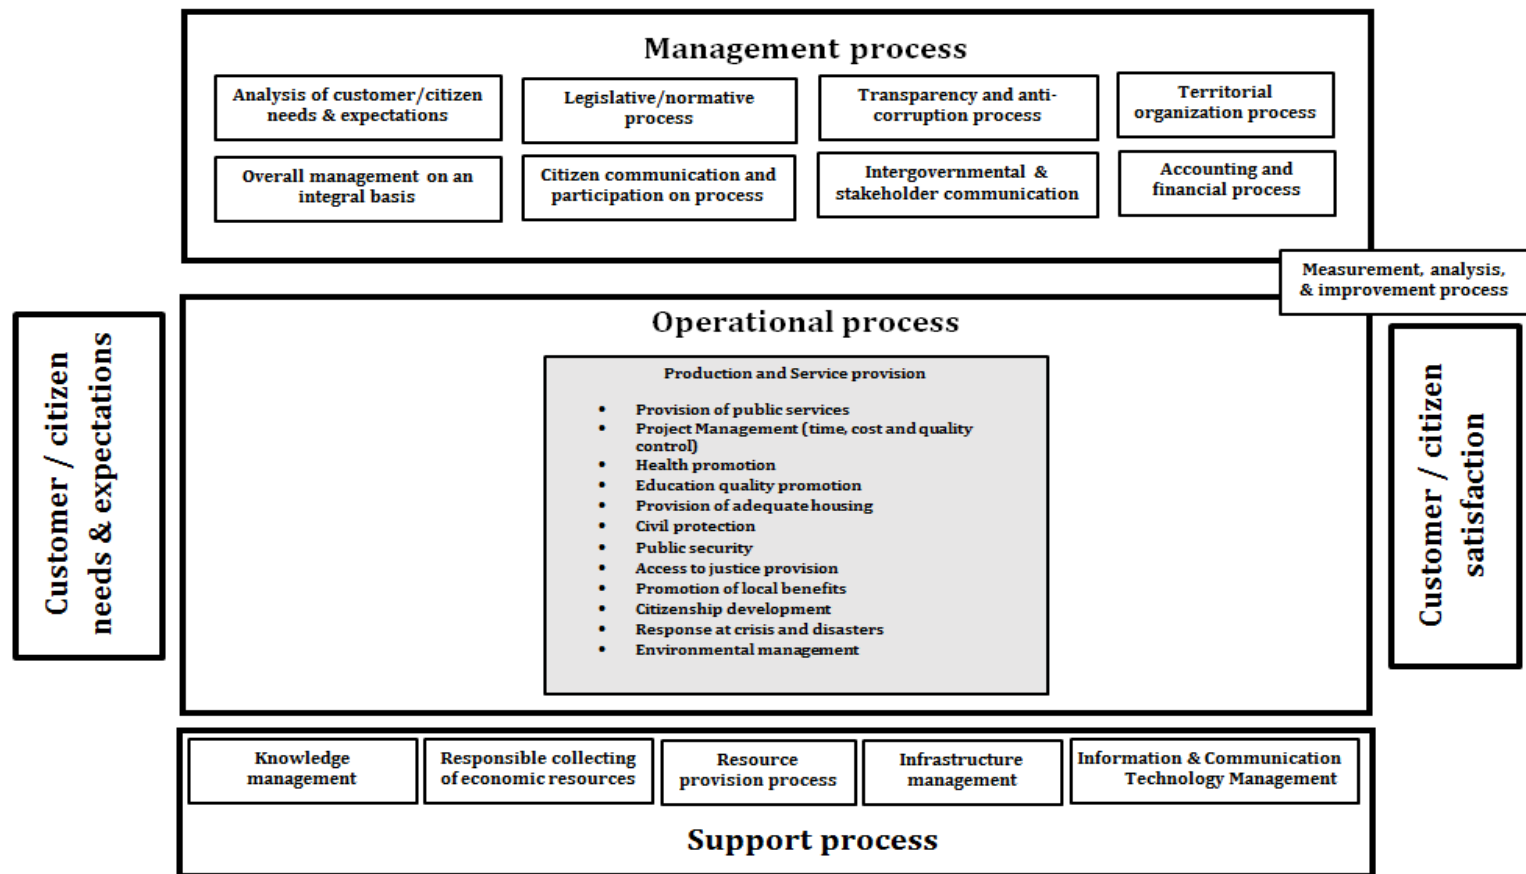 Management process
Analysis of customer/citizen
needs & expectations
Legislative/normative
process
Transparency and anti-
corruption process
Territorial
organization process
Overall management on an
integral basis
Citizen communication and
participation on process
Intergovernmental &
stakeholder communication
Accounting and
financial process
Measurement, analysis,
& improvement process
Customer / citizen
needs & expectations
Operational process
Production and Service provision
• Provision of public services
• Project Management (time, cost and quality
control)
• Health promotion
• Education quality promotion
• Provision of adequate housing
• Civil protection
• Public security
• Access to justice provision
• Promotion of local benefits
• Citizenship development
• Response at crisis and disasters
• Environmental management
Customer / citizen
satisfaction
Knowledge
management
Responsible collecting
of economic resources
Resource
provision process
Infrastructure
management
Information & Communication
Technology Management
Support process